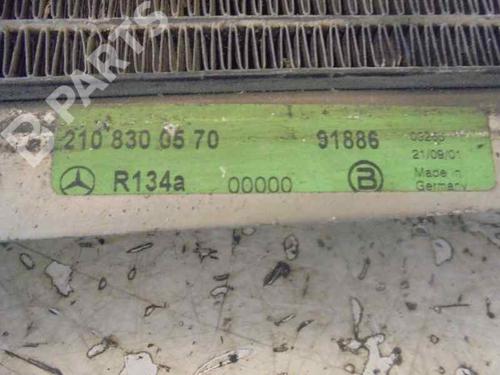 B PARTS
210 830 05 70 91886
21/09/01
R134a 00000 B Made in
Germany